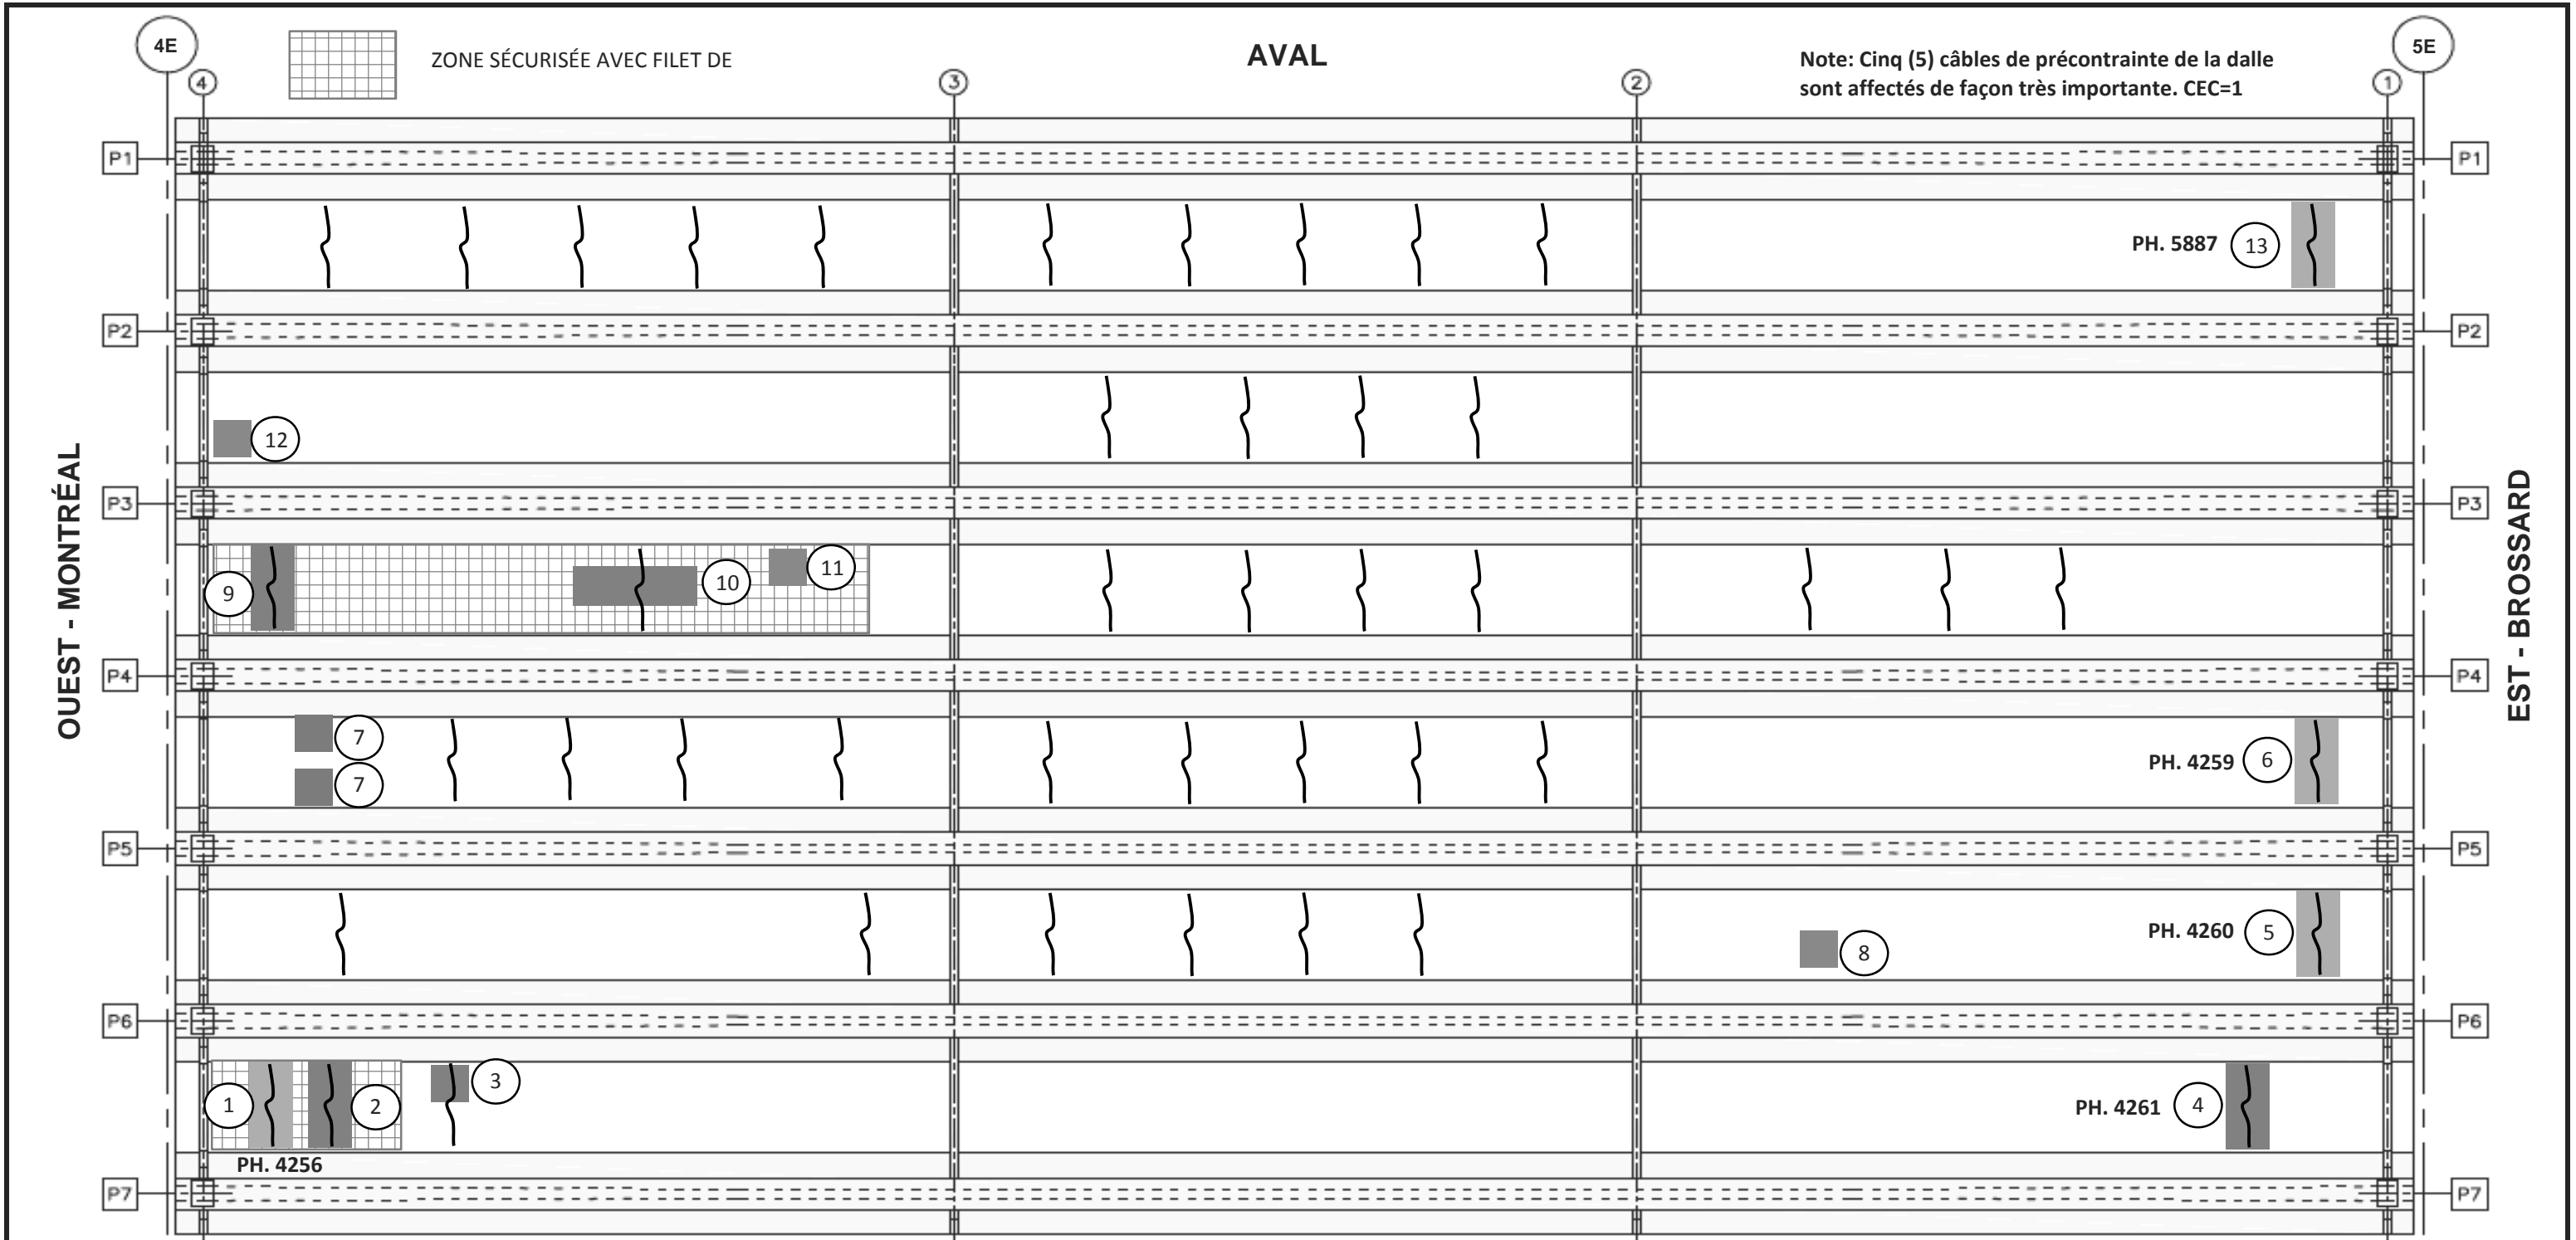 4E
ZONE SÉCURISÉE AVEC FILET DE
AVAL
Note: Cinq (5) câbles de précontrainte de la dalle
sont affectés de façon très importante. CEC=1
5E
4
3
2
1
P1
P1
PH. 5887
13
P2
P2
12
OUEST - MONTRÉAL
EST - BROSSARD
P3
P3
9
10
11
P4
P4
7
7
PH. 4259
6
P5
P5
8
PH. 4260
5
P6
P6
1
2
3
PH. 4261
4
PH. 4256
P7
P7